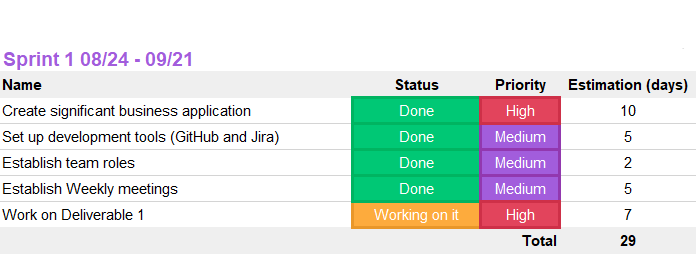 Sprint 1 08/24 - 09/21
Name Status Priority Estimation (days)
Create significant business application Done High 10
Set up development tools (GitHub and Jira) Done Medium 5
Establish team roles Done Medium 2
Establish Weekly meetings Done Medium 5
Work on Deliverable 1 Working on it High 7
Total 29